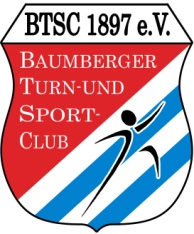 BTSC 1897 e.V.
BAUMBERGER
TURN-UND
SPORT-
CLUB